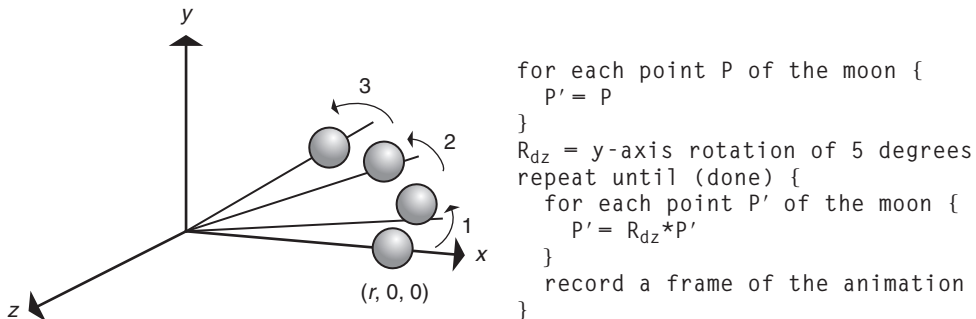 y
3
2
1
x
(r, 0, 0)
z
for each point P of the moon {
P′ = P
}
R_dz = y-axis rotation of 5 degrees
repeat until (done) {
for each point P′ of the moon {
P′ = R_dz*P′
}
record a frame of the animation
}